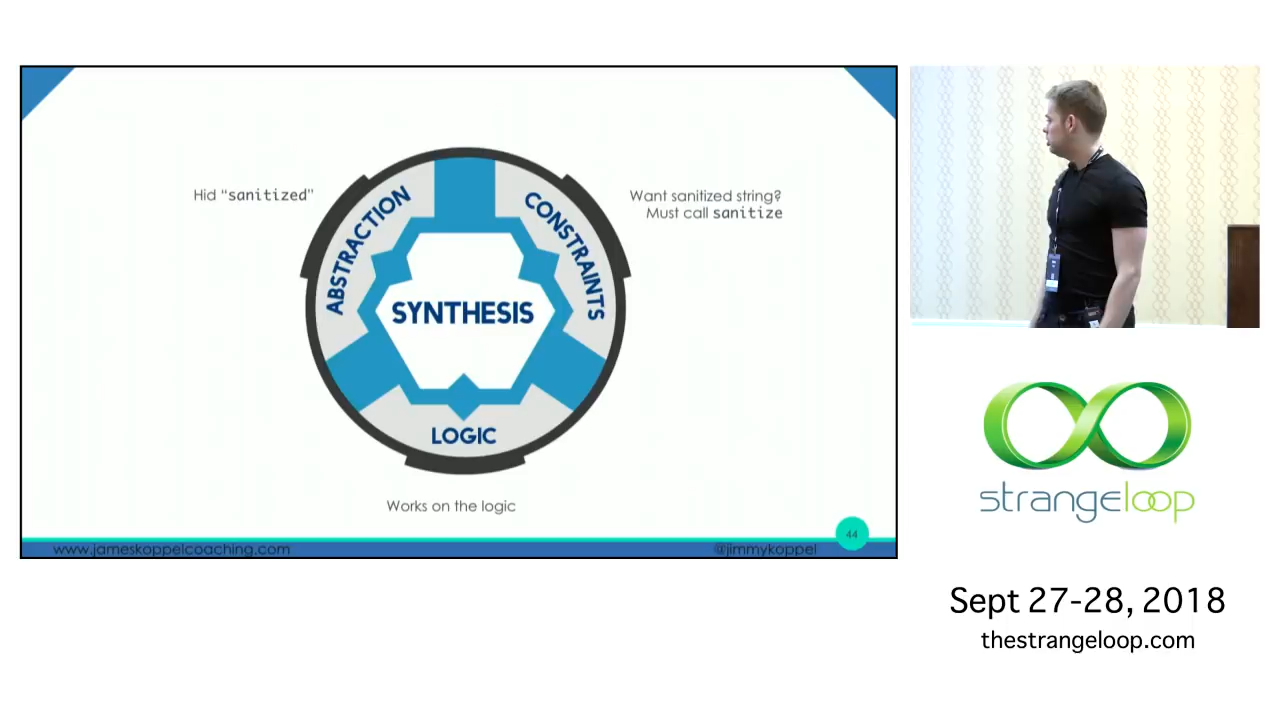 Hid "sanitized"
Want sanitized string?
Must call sanitize
ABSTRACTION
CONSTRAINTS
SYNTHESIS
LOGIC
Works on the logic
44
www.jameskoppelcoaching.com
@jimmykoppel
strangeloop
Sept 27-28, 2018
thestrangeloop.com